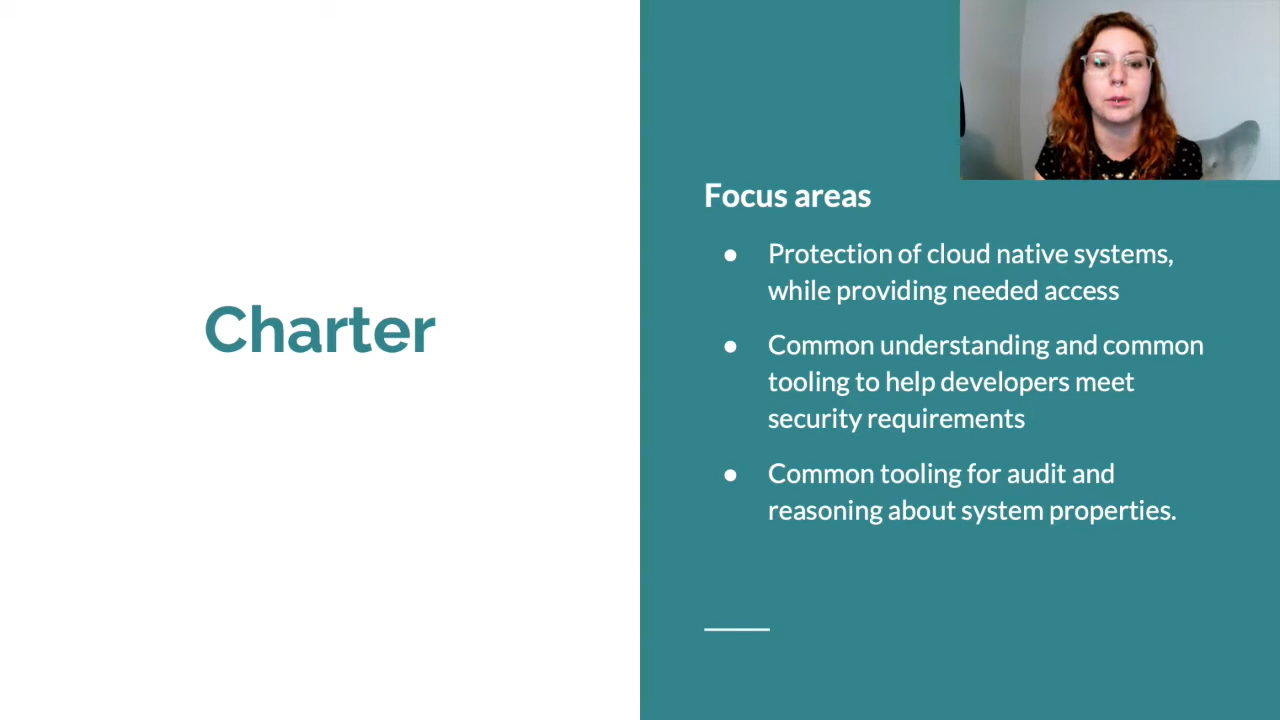 Charter
Focus areas
● Protection of cloud native systems,
while providing needed access
● Common understanding and common
tooling to help developers meet
security requirements
● Common tooling for audit and
reasoning about system properties.